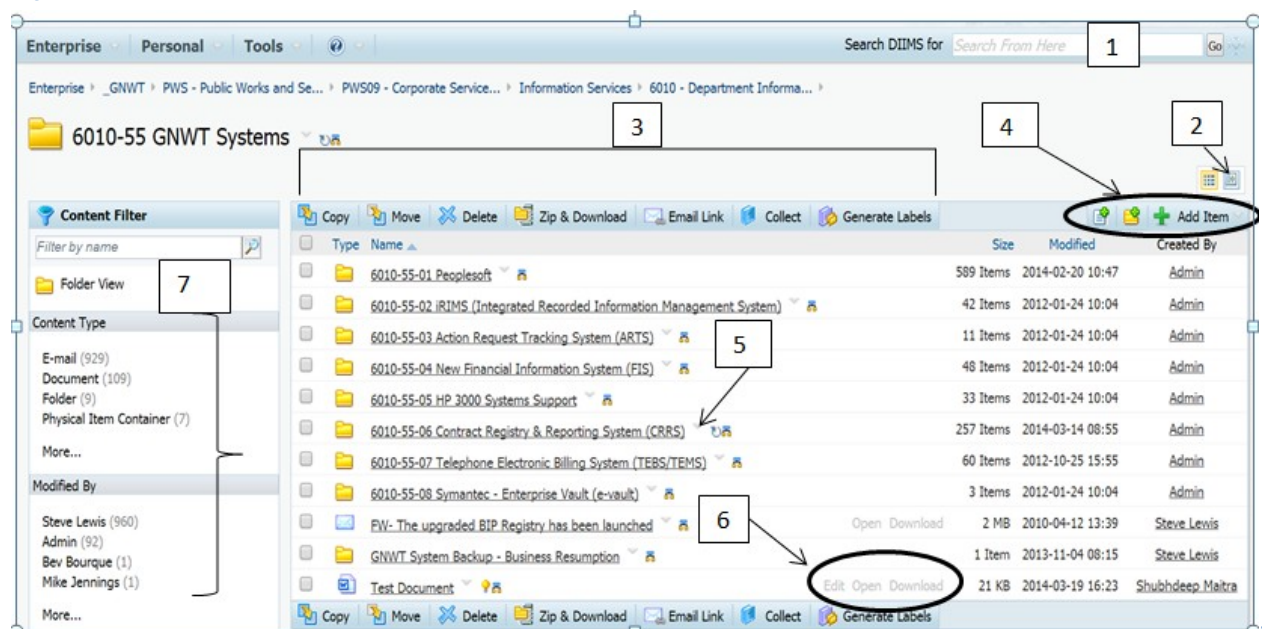 Enterprise Personal Tools Search DIIMS for Search From Here 1 Go
Enterprise _GNWT PWS - Public Works and Se... PWS09 - Corporate Service... Information Services 6010 - Department Informa...
6010-55 GNWT Systems 3 4 2
Content Filter Copy Move Delete Zip & Download Email Link Collect Generate Labels Add Item
Filter by name Type Name Size Modified Created By
Folder View 7 6010-55-01 Peoplesoft 589 Items 2014-02-20 10:47 Admin
6010-55-02 iRIMS (Integrated Recorded Information Management System) 42 Items 2012-01-24 10:04 Admin
Content Type 6010-55-03 Action Request Tracking System (ARTS) 5 11 Items 2012-01-24 10:04 Admin
E-mail (929) 6010-55-04 New Financial Information System (FIS) 48 Items 2012-01-24 10:04 Admin
Document (109)
Folder (9) 6010-55-05 HP 3000 Systems Support 33 Items 2012-01-24 10:04 Admin
Physical Item Container (7)
More... 6010-55-06 Contract Registry & Reporting System (CRRS) 257 Items 2014-03-14 08:55 Admin
6010-55-07 Telephone Electronic Billing System (TEBS/TEMS) 60 Items 2012-10-25 15:55 Admin
Modified By 6010-55-08 Symantec - Enterprise Vault (e-vault) 3 Items 2012-01-24 10:04 Admin
Steve Lewis (960) FW- The upgraded BIP Registry has been launched 6 Open Download 2 MB 2010-04-12 13:39 Steve Lewis
Admin (92)
Bev Bourque (1) GNWT System Backup - Business Resumption 1 Item 2013-11-04 08:15 Steve Lewis
Mike Jennings (1) Test Document Edit Open Download 21 KB 2014-03-19 16:23 Shubhdeep Maitra
More... Copy Move Delete Zip & Download Email Link Collect Generate Labels